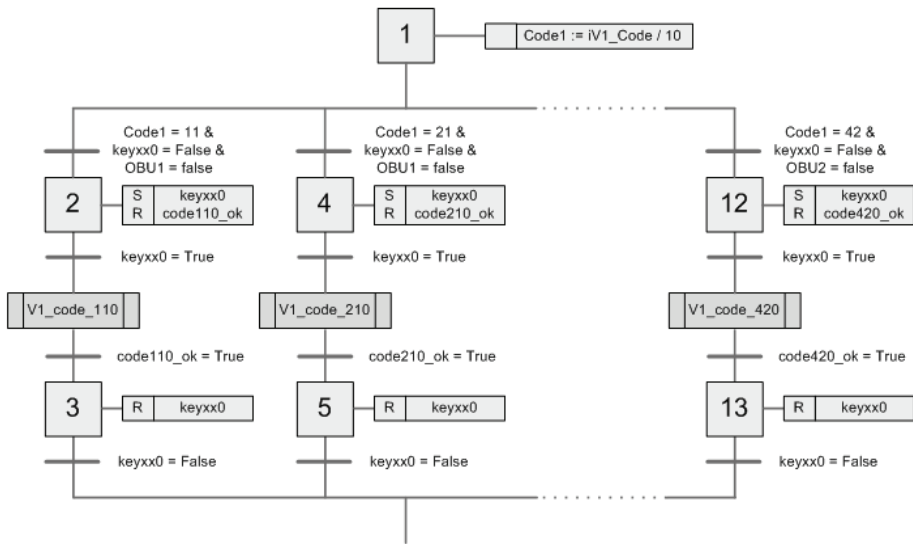 1
Code1 := iV1_Code / 10
Code1 = 11 &
keyxx0 = False &
OBU1 = false
Code1 = 21 &
keyxx0 = False &
OBU1 = false
Code1 = 42 &
keyxx0 = False &
OBU2 = false
2
S keyxx0
R code110_ok
4
S keyxx0
R code210_ok
12
S keyxx0
R code420_ok
keyxx0 = True
keyxx0 = True
keyxx0 = True
V1_code_110
V1_code_210
V1_code_420
code110_ok = True
code210_ok = True
code420_ok = True
3
R keyxx0
5
R keyxx0
13
R keyxx0
keyxx0 = False
keyxx0 = False
keyxx0 = False